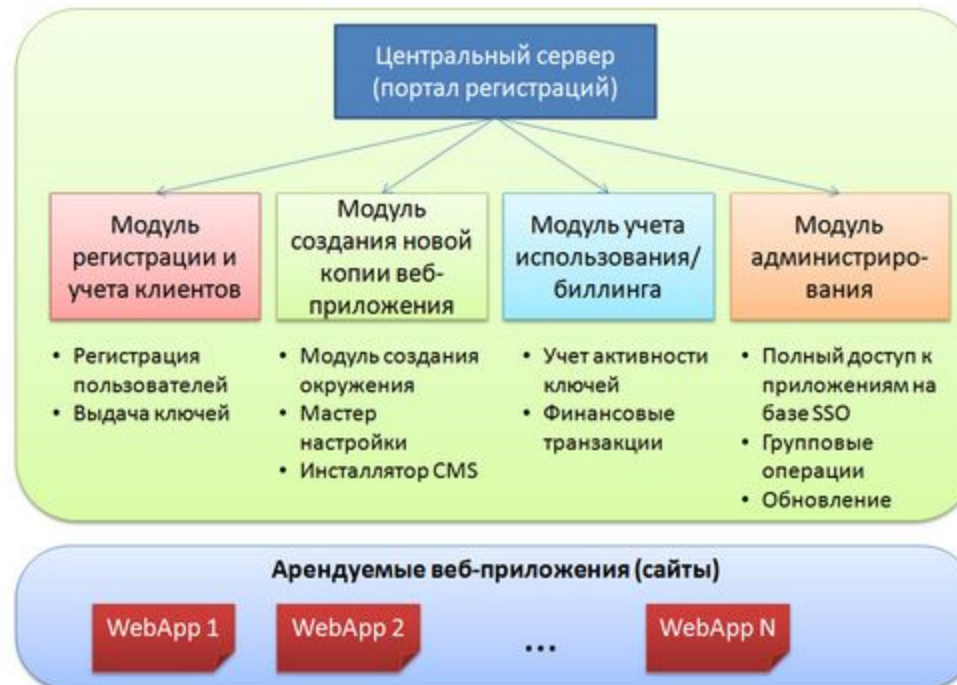 Центральный сервер
(портал регистраций)
Модуль
регистрации и
учета клиентов
Модуль
создания новой
копии веб-
приложения
Модуль учета
использования/
биллинга
Модуль
администриро-
вания
• Регистрация
пользователей
• Выдача ключей
• Модуль создания
окружения
• Мастер
настройки
• Инсталлятор CMS
• Учет активности
ключей
• Финансовые
транзакции
• Полный доступ к
приложениям на
базе SSO
• Групповые
операции
• Обновление
Арендуемые веб-приложения (сайты)
WebApp 1
WebApp 2
...
WebApp N